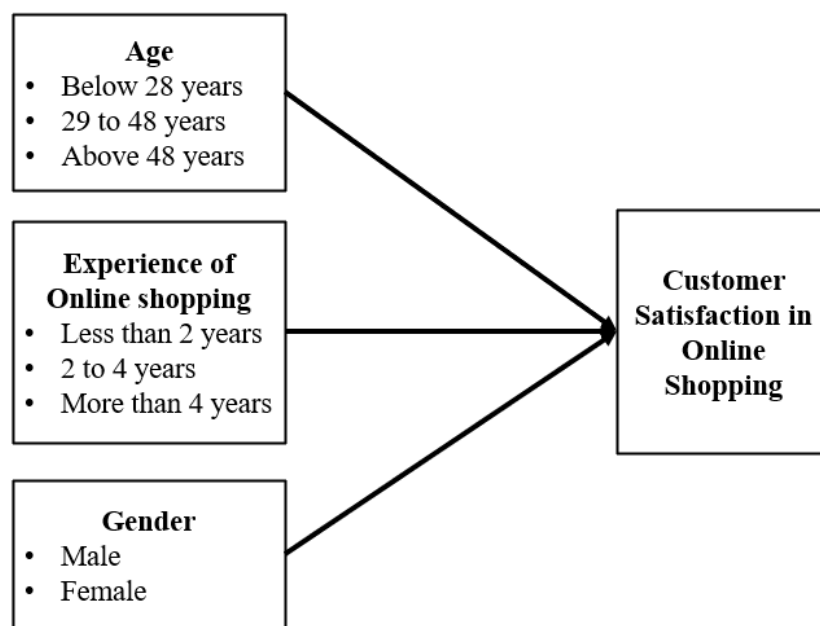 Age
• Below 28 years
• 29 to 48 years
• Above 48 years
Experience of
Online shopping
• Less than 2 years
• 2 to 4 years
• More than 4 years
Gender
• Male
• Female
Customer
Satisfaction in
Online
Shopping